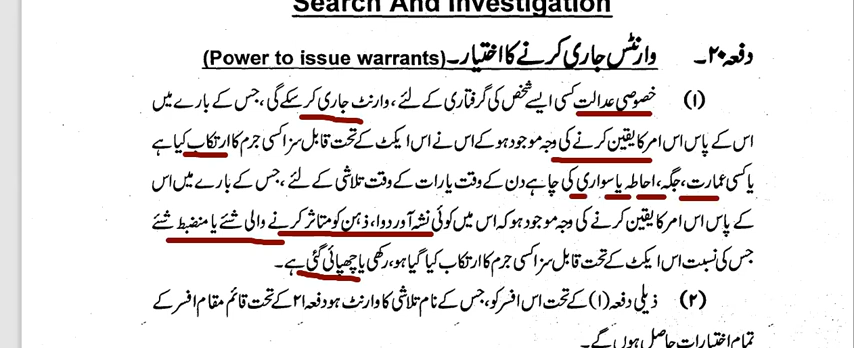 Search And Investigation
دفعہ ۲۰۔ وارنٹس جاری کرنے کا اختیار۔ (Power to issue warrants)
(۱) خصوصی عدالت کسی ایسے شخص کی گرفتاری کے لئے، وارنٹ جاری کر سکے گی، جس کے بارے میں
اس کے پاس اس امر کا یقین کرنے کی وجہ موجود ہو کے اس نے اس ایکٹ کے تحت قابل سزا کسی جرم کا ارتکاب کیا ہے
یا کسی عمارت، جگہ، احاطہ یا سواری کی چاہے دن کے وقت یا رات کے وقت تلاشی کے لئے، جس کے بارے میں اس
کے پاس اس امر کا یقین کرنے کی وجہ موجود ہو کہ اس میں کوئی نشہ آور دوا، ذہن کو متاثر کرنے والی شئے یا منضبط شئے
جس کی نسبت اس ایکٹ کے تحت قابل سزا کسی جرم کا ارتکاب کیا گیا ہو، رکھی یا چھپائی گئی ہے۔
(۲) ذیلی دفعہ (۱) کے تحت اس افسر کو، جس کے نام تلاشی کا وارنٹ ہو دفعہ ۲۱ کے تحت قائم مقام افسر کے
تمام اختیارات حاصل ہوں گے۔